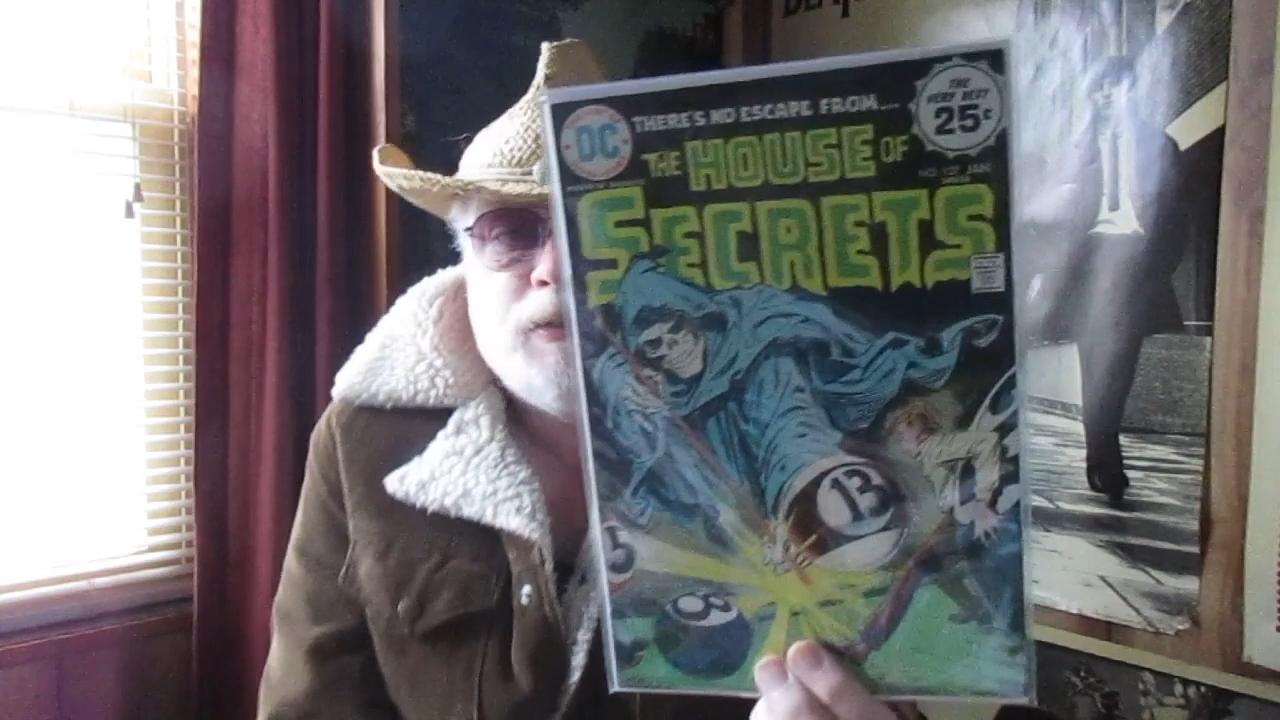 THERE'S NO ESCAPE FROM...
DC
THE VERY BEST
25¢
THE HOUSE OF
SECRETS
13
8